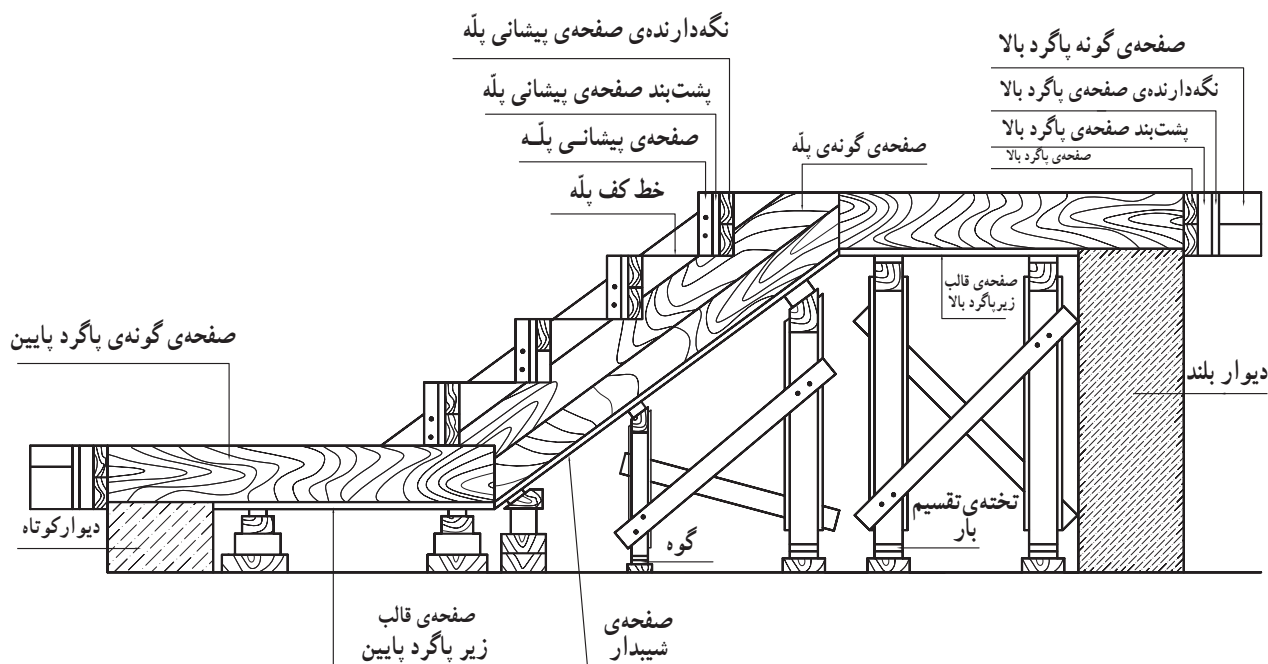 صفحه‌ی گونه پاگرد بالا
نگه‌دارنده‌ی صفحه‌ی پاگرد بالا
پشت‌بند صفحه‌ی پاگرد بالا
صفحه‌ی پاگرد بالا
نگه‌دارنده‌ی صفحه‌ی پیشانی پلّه
پشت‌بند صفحه‌ی پیشانی پلّه
صفحه‌ی پیشانـی پلّـه
خط کف پلّه
صفحه‌ی گونه‌ی پلّه
صفحه‌ی قالب
زیرپاگرد بالا
صفحه‌ی گونه‌ی پاگرد پایین
دیوار بلند
دیوارکوتاه
تخته‌ی تقسیم
بار
گوه
صفحه‌ی
شیبدار
صفحه‌ی قالب
زیر پاگرد پایین